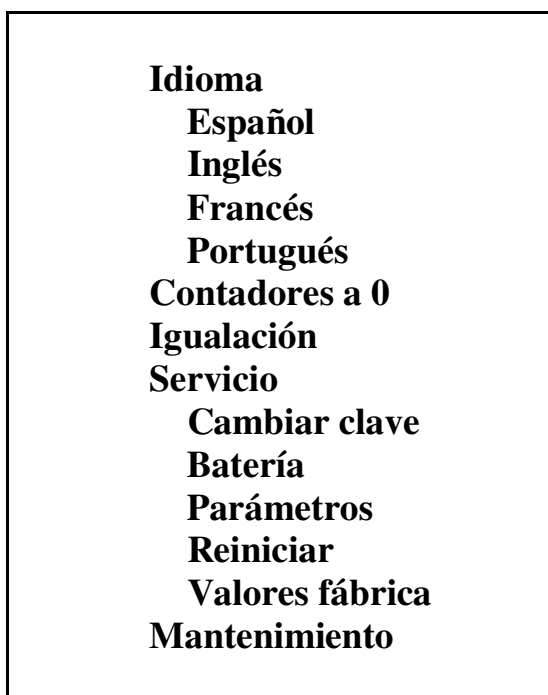 Idioma
Español
Inglés
Francés
Portugués
Contadores a 0
Igualación
Servicio
Cambiar clave
Batería
Parámetros
Reiniciar
Valores fábrica
Mantenimiento